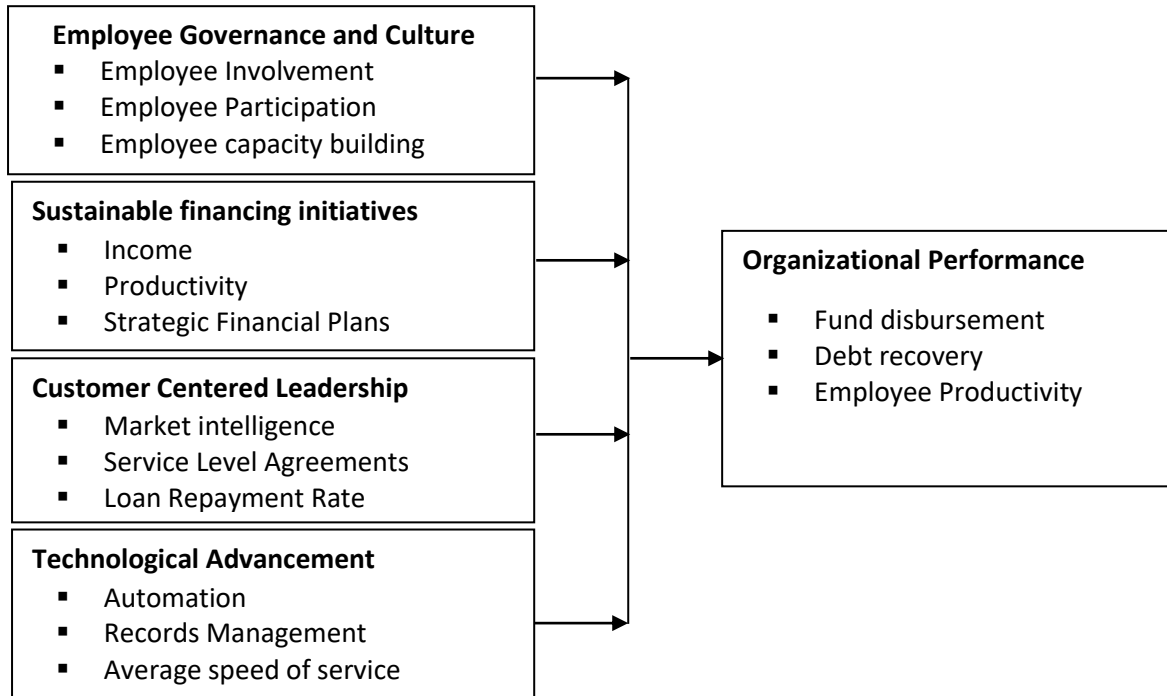 Employee Governance and Culture
▪ Employee Involvement
▪ Employee Participation
▪ Employee capacity building
Sustainable financing initiatives
▪ Income
▪ Productivity
▪ Strategic Financial Plans
Customer Centered Leadership
▪ Market intelligence
▪ Service Level Agreements
▪ Loan Repayment Rate
Technological Advancement
▪ Automation
▪ Records Management
▪ Average speed of service
Organizational Performance
▪ Fund disbursement
▪ Debt recovery
▪ Employee Productivity